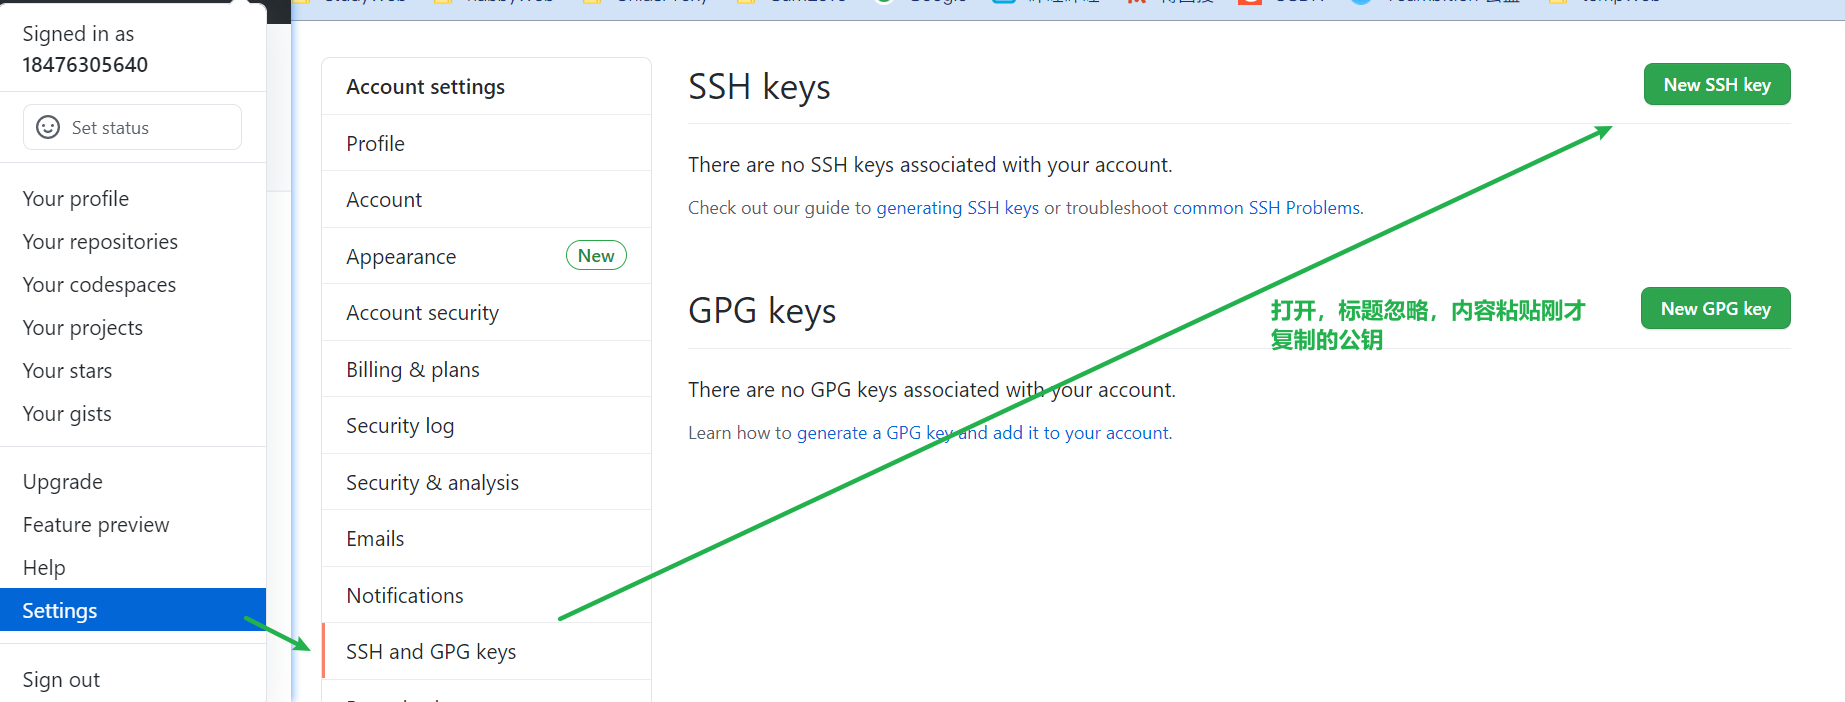 Signed in as
18476305640
Set status
Your profile
Your repositories
Your codespaces
Your projects
Your stars
Your gists
Upgrade
Feature preview
Help
Settings
Sign out
Account settings
Profile
Account
Appearance New
Account security
Billing & plans
Security log
Security & analysis
Emails
Notifications
SSH and GPG keys
SSH keys
New SSH key
There are no SSH keys associated with your account.
Check out our guide to generating SSH keys or troubleshoot common SSH Problems.
GPG keys
New GPG key
打开，标题忽略，内容粘贴刚才
复制的公钥
There are no GPG keys associated with your account.
Learn how to generate a GPG key and add it to your account.